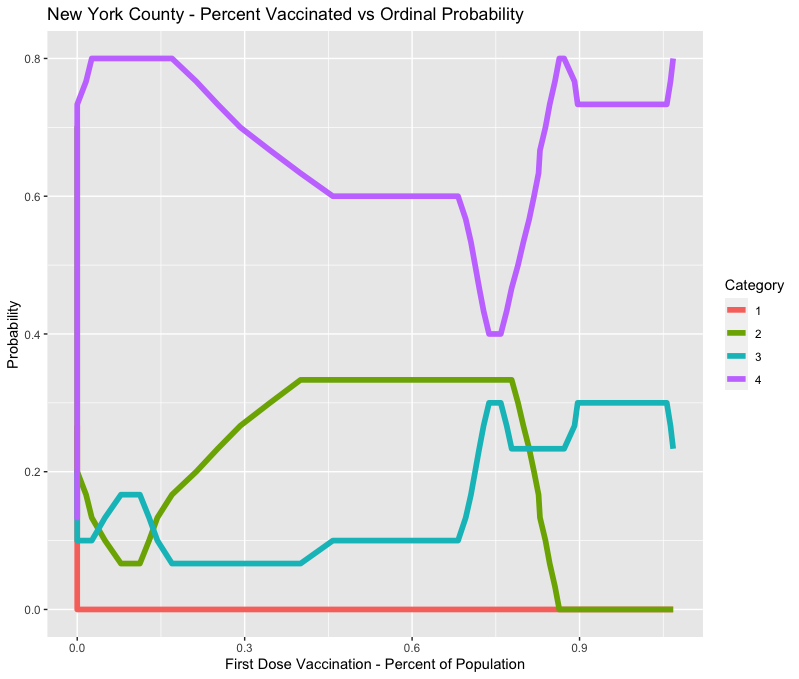 New York County - Percent Vaccinated vs Ordinal Probability
Probability
0.8
0.6
0.4
0.2
0.0
0.0 0.3 0.6 0.9
First Dose Vaccination - Percent of Population
Category
1
2
3
4